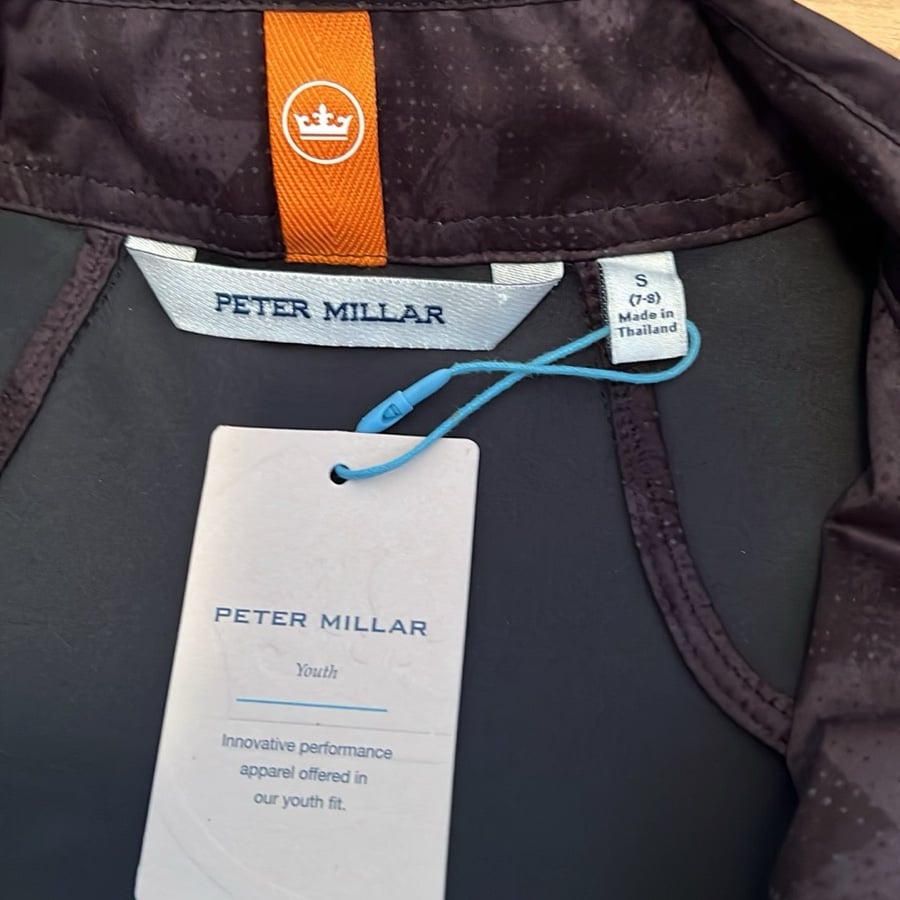 PETER MILLAR
S
(7-8)
Made in
Thailand
PETER MILLAR
Youth
Innovative performance
apparel offered in
our youth fit.